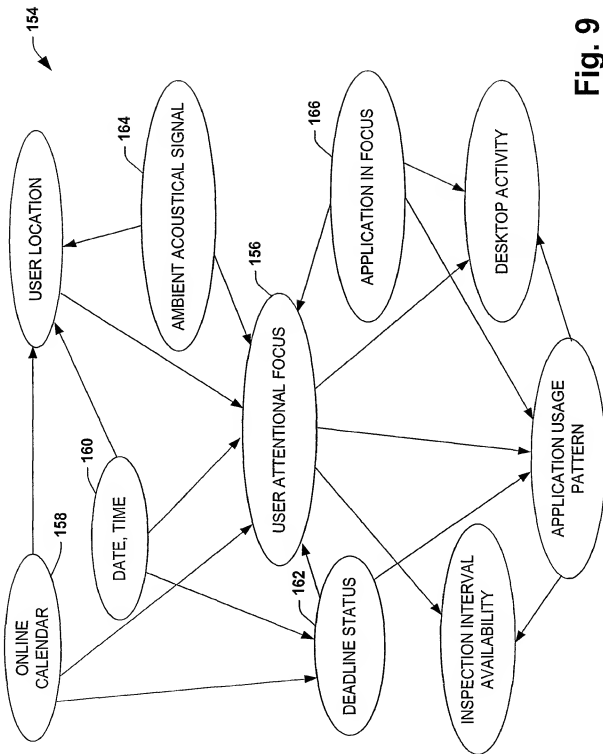 154
ONLINE
CALENDAR
158
USER LOCATION
DATE, TIME
160
AMBIENT ACOUSTICAL SIGNAL
164
USER ATTENTIONAL FOCUS
156
DEADLINE STATUS
162
APPLICATION IN FOCUS
166
INSPECTION INTERVAL
AVAILABILITY
APPLICATION USAGE
PATTERN
DESKTOP ACTIVITY
Fig. 9